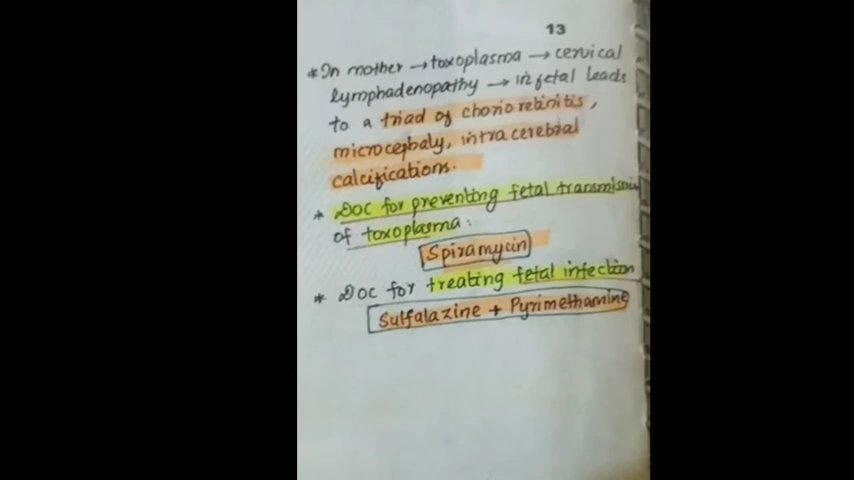 13
* In mother → toxoplasma → cervical
lymphadenopathy → in fetal leads
to a triad of chorioretinitis,
microcephaly, intracerebral
calcifications.
* DOC for preventing fetal transmission
of toxoplasma:
Spiramycin
* DOC for treating fetal infection
Sulfalazine + Pyrimethamine